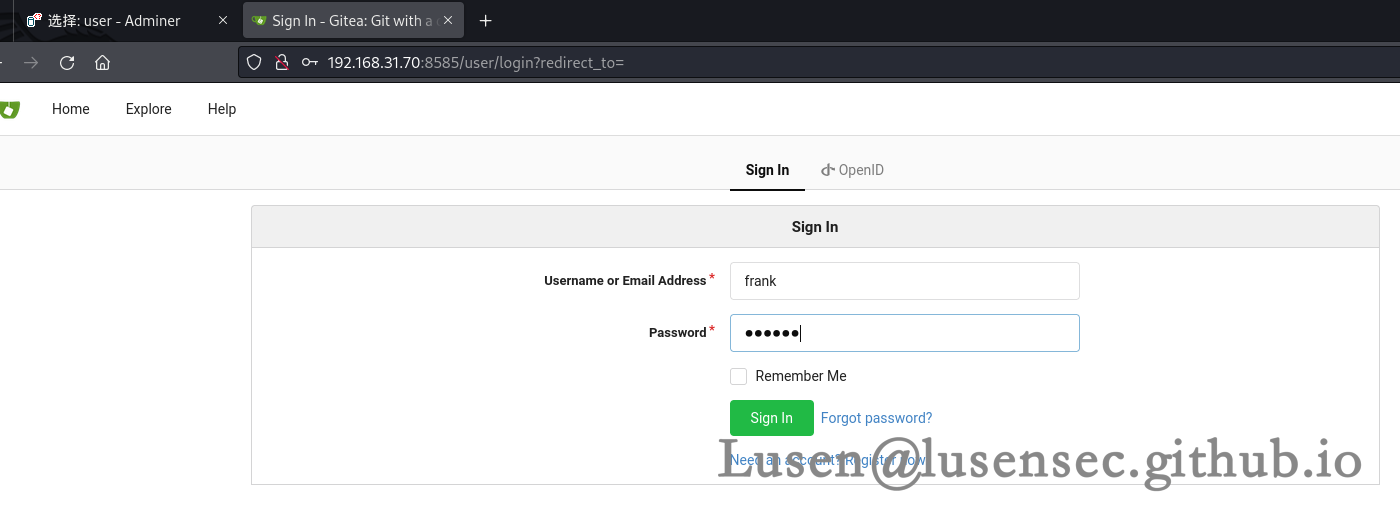 选择: user - Adminer
Sign In - Gitea: Git with a
192.168.31.70:8585/user/login?redirect_to=
Home Explore Help
Sign In OpenID
Sign In
Username or Email Address* frank
Password* ●●●●●●
Remember Me
Sign In Forgot password?
Need an account? Register now.
Lusen@lusensec.github.io